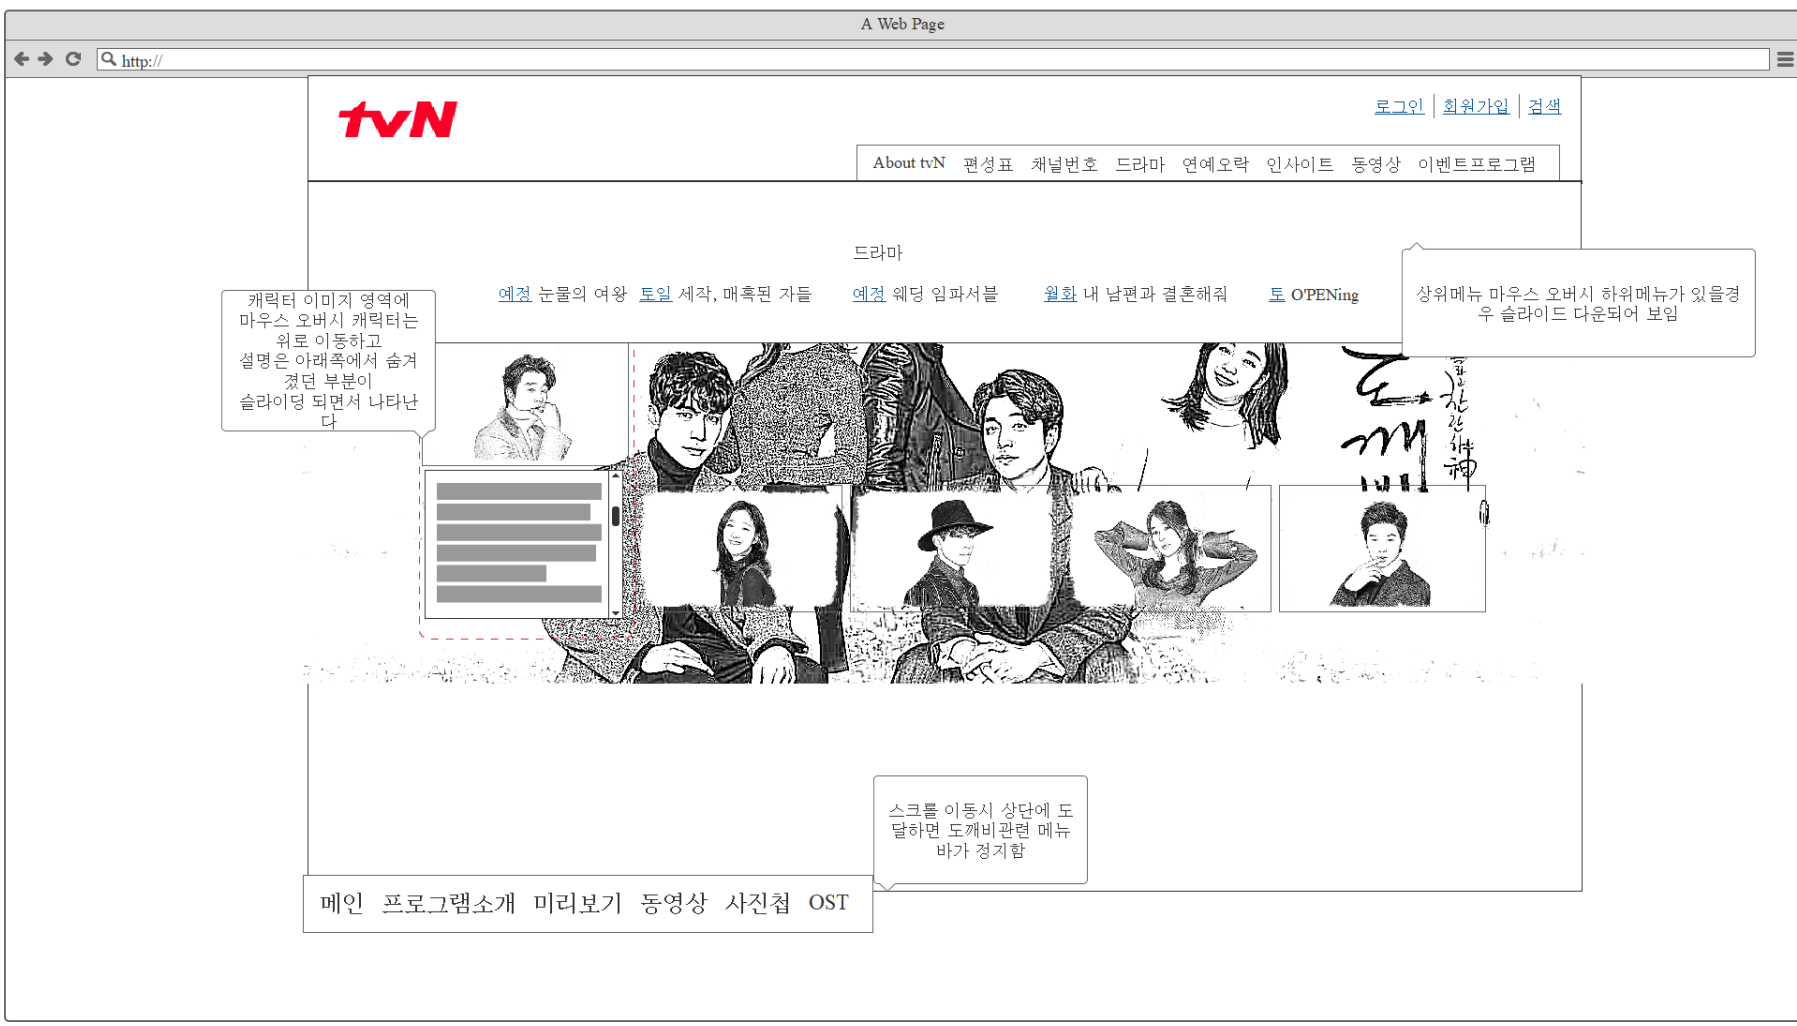 A Web Page
http://
tvN
로그인 회원가입 검색
About tvN 편성표 채널번호 드라마 연예오락 인사이트 동영상 이벤트프로그램
드라마
예정 눈물의 여왕 토일 세작, 매혹된 자들 예정 웨딩 임파서블 월화 내 남편과 결혼해줘 토 O'PENing
상위메뉴 마우스 오버시 하위메뉴가 있을경
우 슬라이드 다운되어 보임
캐릭터 이미지 영역에
마우스 오버시 캐릭터는
위로 이동하고
설명은 아래쪽에서 숨겨
졌던 부분이
슬라이딩 되면서 나타난
다
스크롤 이동시 상단에 도
달하면 도깨비관련 메뉴
바가 정지함
메인 프로그램소개 미리보기 동영상 사진첩 OST